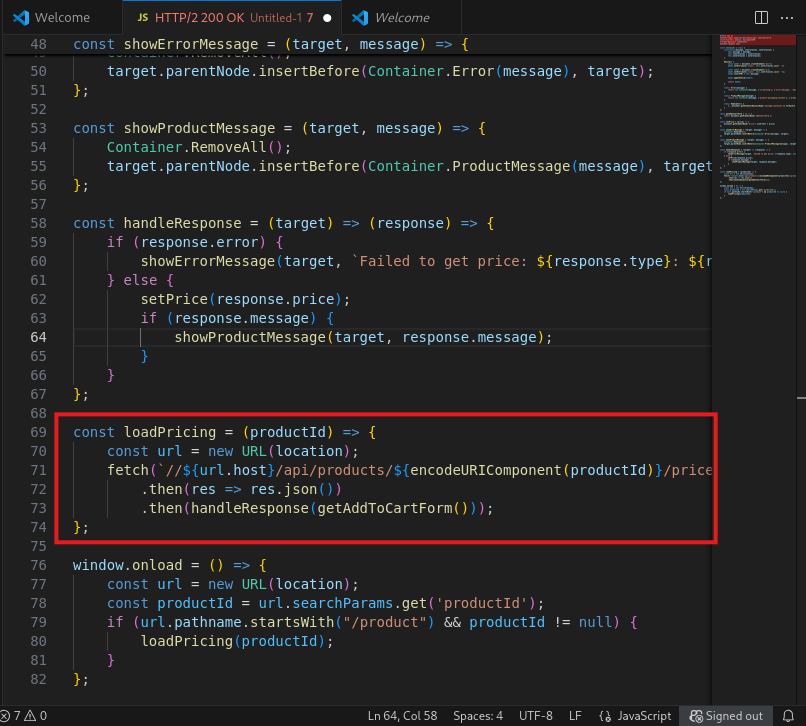 Welcome
JS HTTP/2 200 OK Untitled-1 7
Welcome
48 const showErrorMessage = (target, message) => {
50 target.parentNode.insertBefore(Container.Error(message), target);
51 };
52
53 const showProductMessage = (target, message) => {
54 Container.RemoveAll();
55 target.parentNode.insertBefore(Container.ProductMessage(message), target
56 };
57
58 const handleResponse = (target) => (response) => {
59 if (response.error) {
60 showErrorMessage(target, `Failed to get price: ${response.type}: ${r
61 } else {
62 setPrice(response.price);
63 if (response.message) {
64 showProductMessage(target, response.message);
65 }
66 }
67 };
68
69 const loadPricing = (productId) => {
70 const url = new URL(location);
71 fetch(`//${url.host}/api/products/${encodeURIComponent(productId)}/price
72 .then(res => res.json())
73 .then(handleResponse(getAddToCartForm()));
74 };
75
76 window.onload = () => {
77 const url = new URL(location);
78 const productId = url.searchParams.get('productId');
79 if (url.pathname.startsWith("/product") && productId != null) {
80 loadPricing(productId);
81 }
82 };
7 0 Ln 64, Col 58 Spaces: 4 UTF-8 LF {} JavaScript Signed out